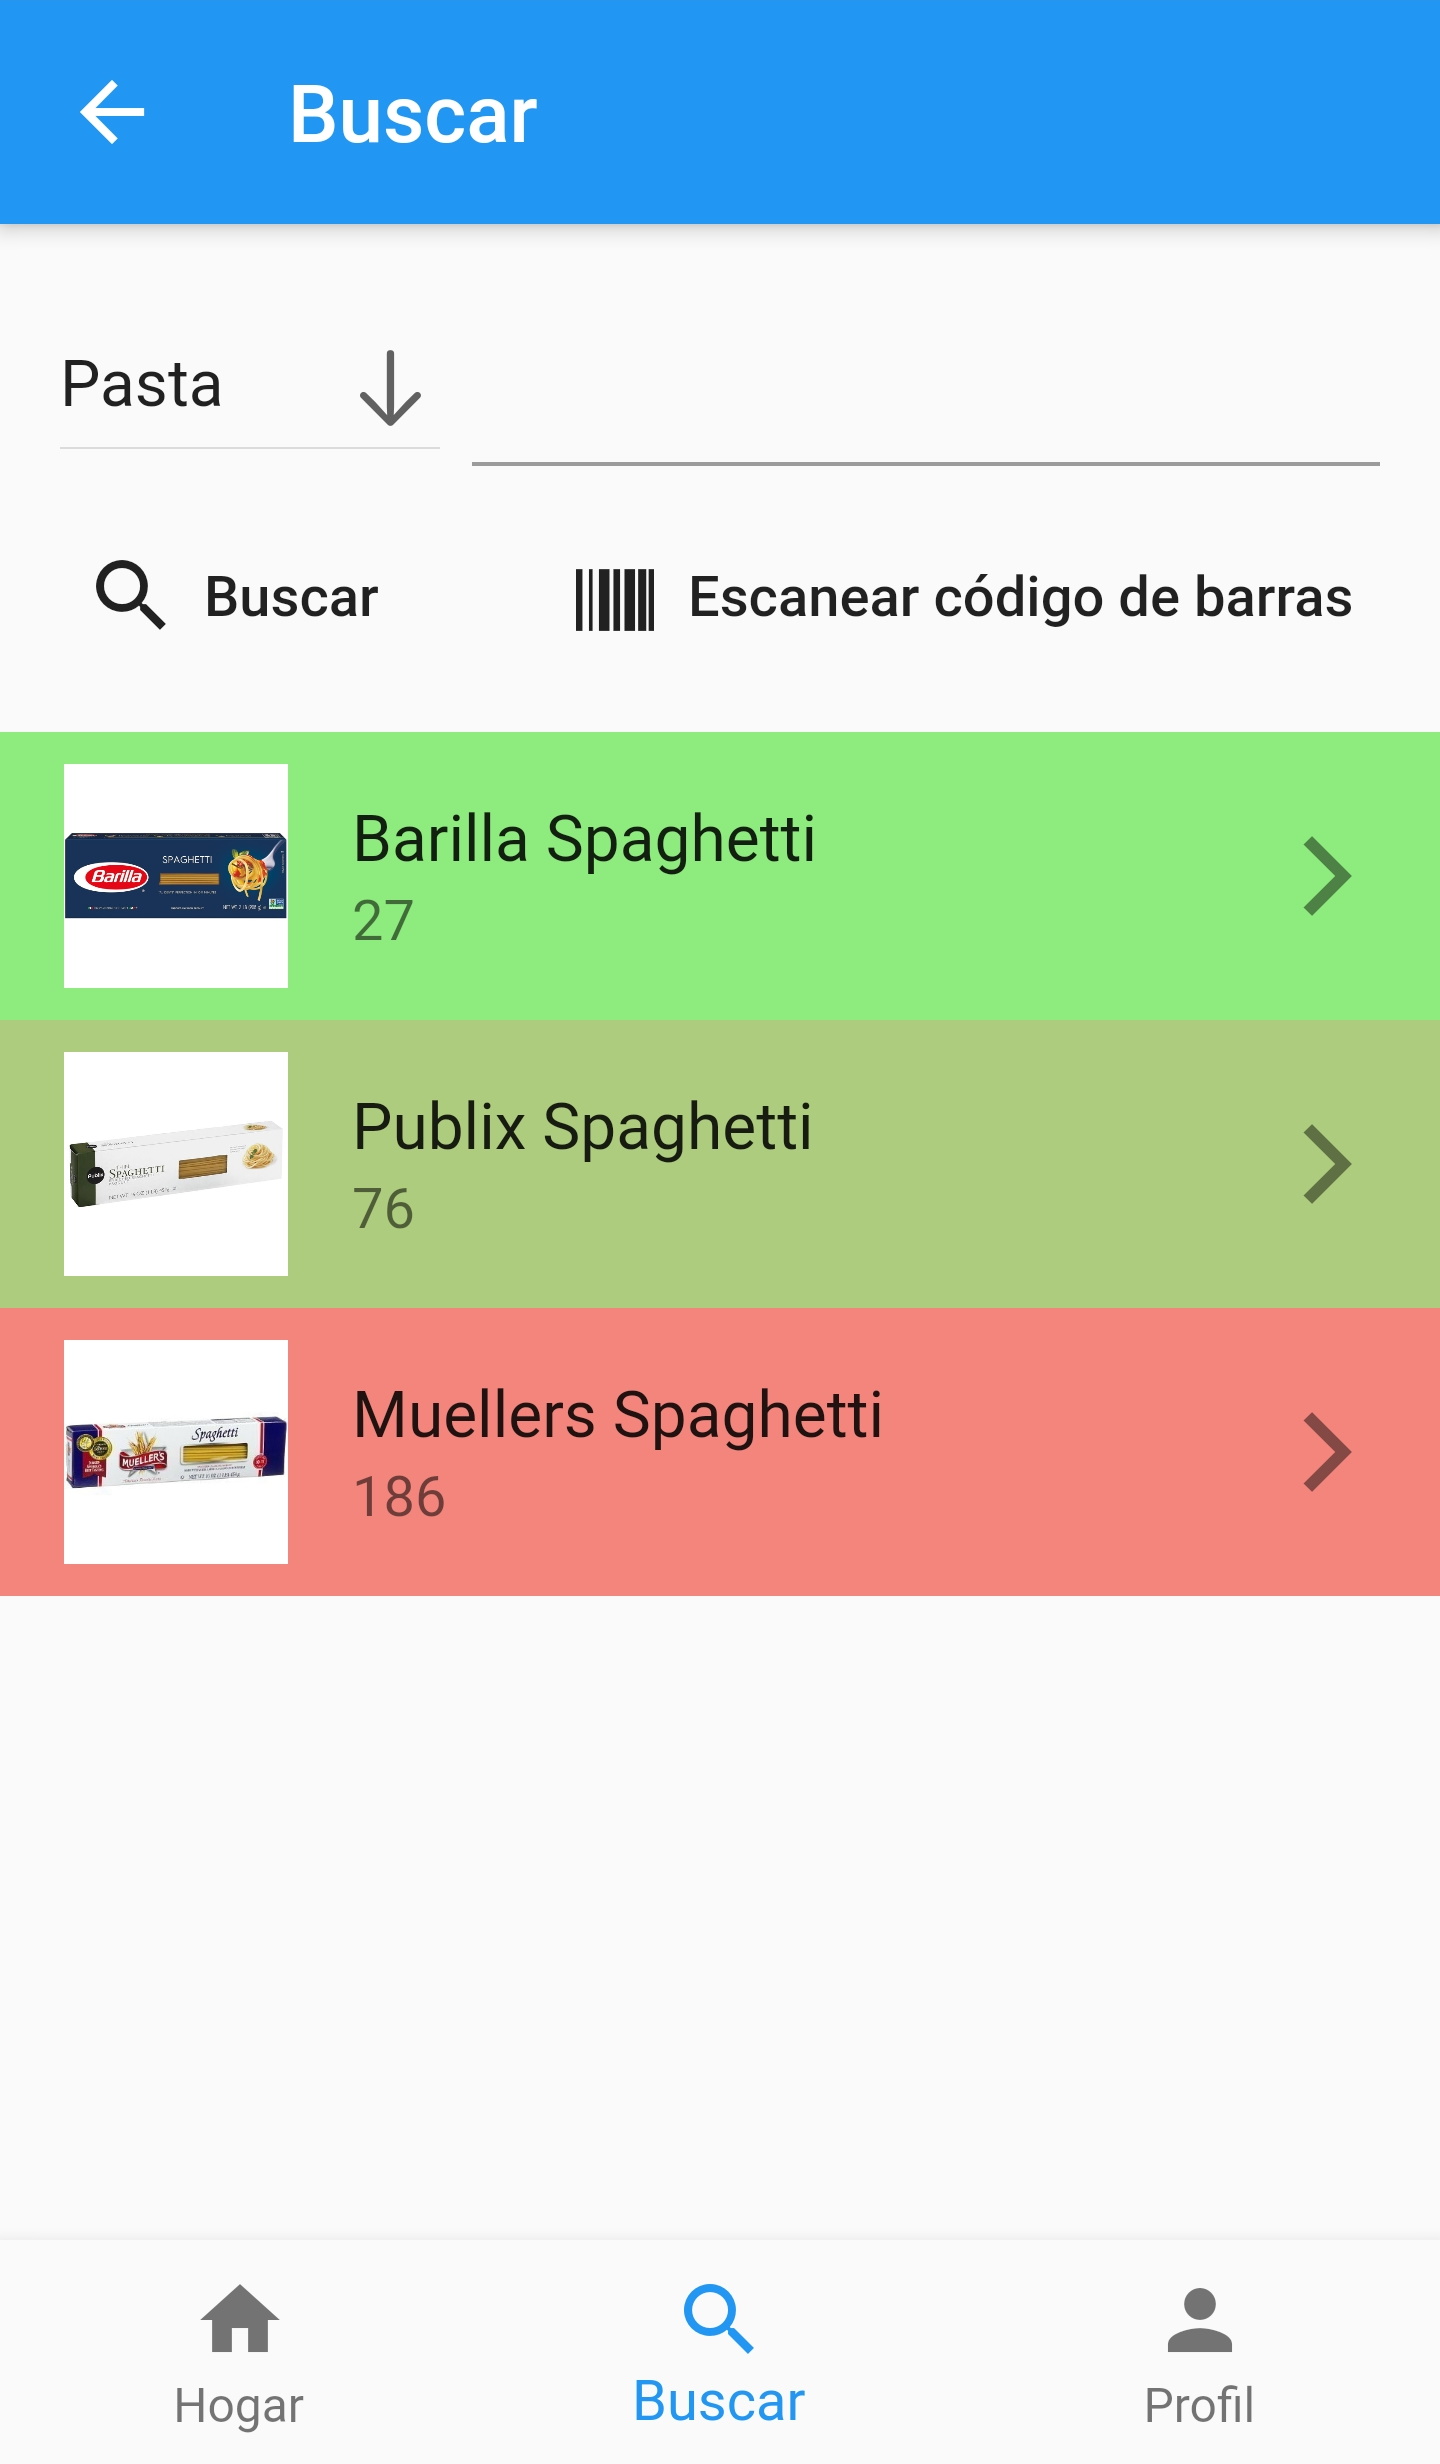 Buscar
Pasta
Buscar
Escanear código de barras
Barilla
SPAGHETTI
Barilla Spaghetti
27
Publix
SPAGHETTI
Publix Spaghetti
76
Spaghetti
MUELLER'S
Muellers Spaghetti
186
Hogar
Buscar
Profil